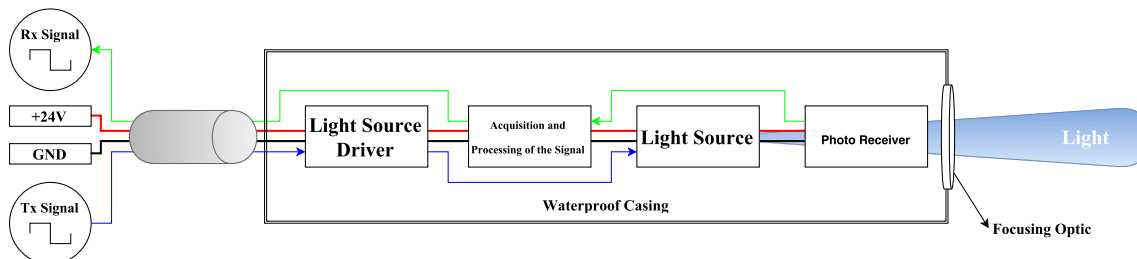 Rx Signal
+24V
GND
Tx Signal
Light Source
Driver
Acquisition and
Processing of the Signal
Light Source
Photo Receiver
Light
Waterproof Casing
Focusing Optic